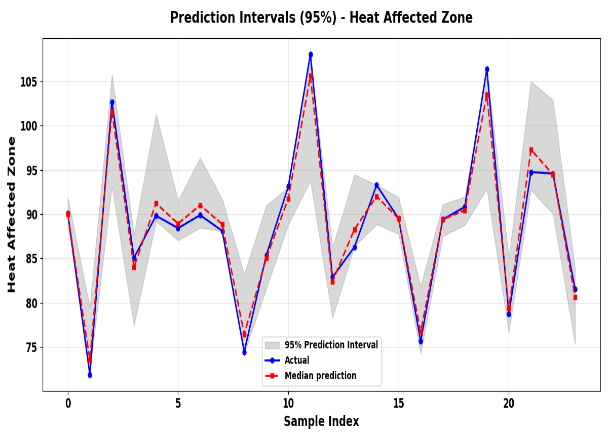 Prediction Intervals (95%) - Heat Affected Zone
Heat Affected Zone
105
100
95
90
85
80
75
0
5
10
15
20
Sample Index
95% Prediction Interval
Actual
Median prediction